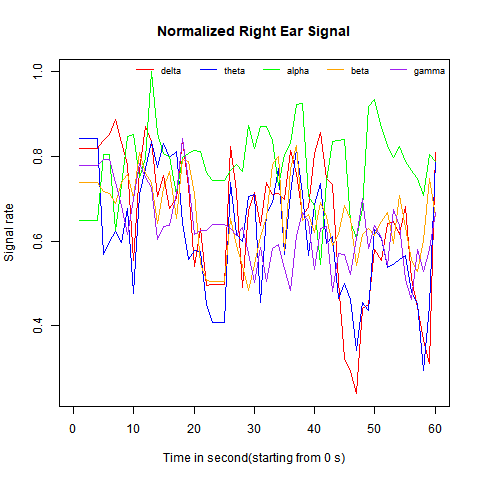 Normalized Right Ear Signal
delta theta alpha beta gamma
1.0
0.8
0.6
0.4
Signal rate
0 10 20 30 40 50 60
Time in second(starting from 0 s)